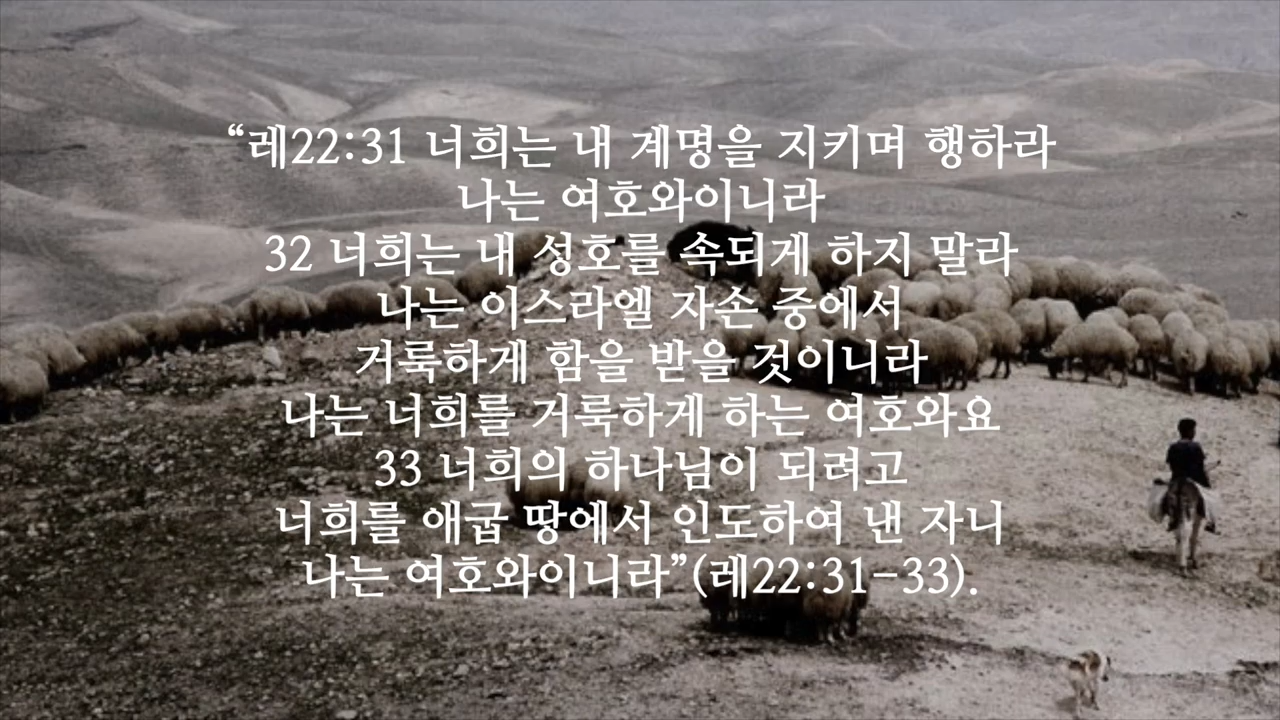 “레22:31 너희는 내 계명을 지키며 행하라
나는 여호와이니라
32 너희는 내 성호를 속되게 하지 말라
나는 이스라엘 자손 중에서
거룩하게 함을 받을 것이니라
나는 너희를 거룩하게 하는 여호와요
33 너희의 하나님이 되려고
너희를 애굽 땅에서 인도하여 낸 자니
나는 여호와이니라”(레22:31-33).